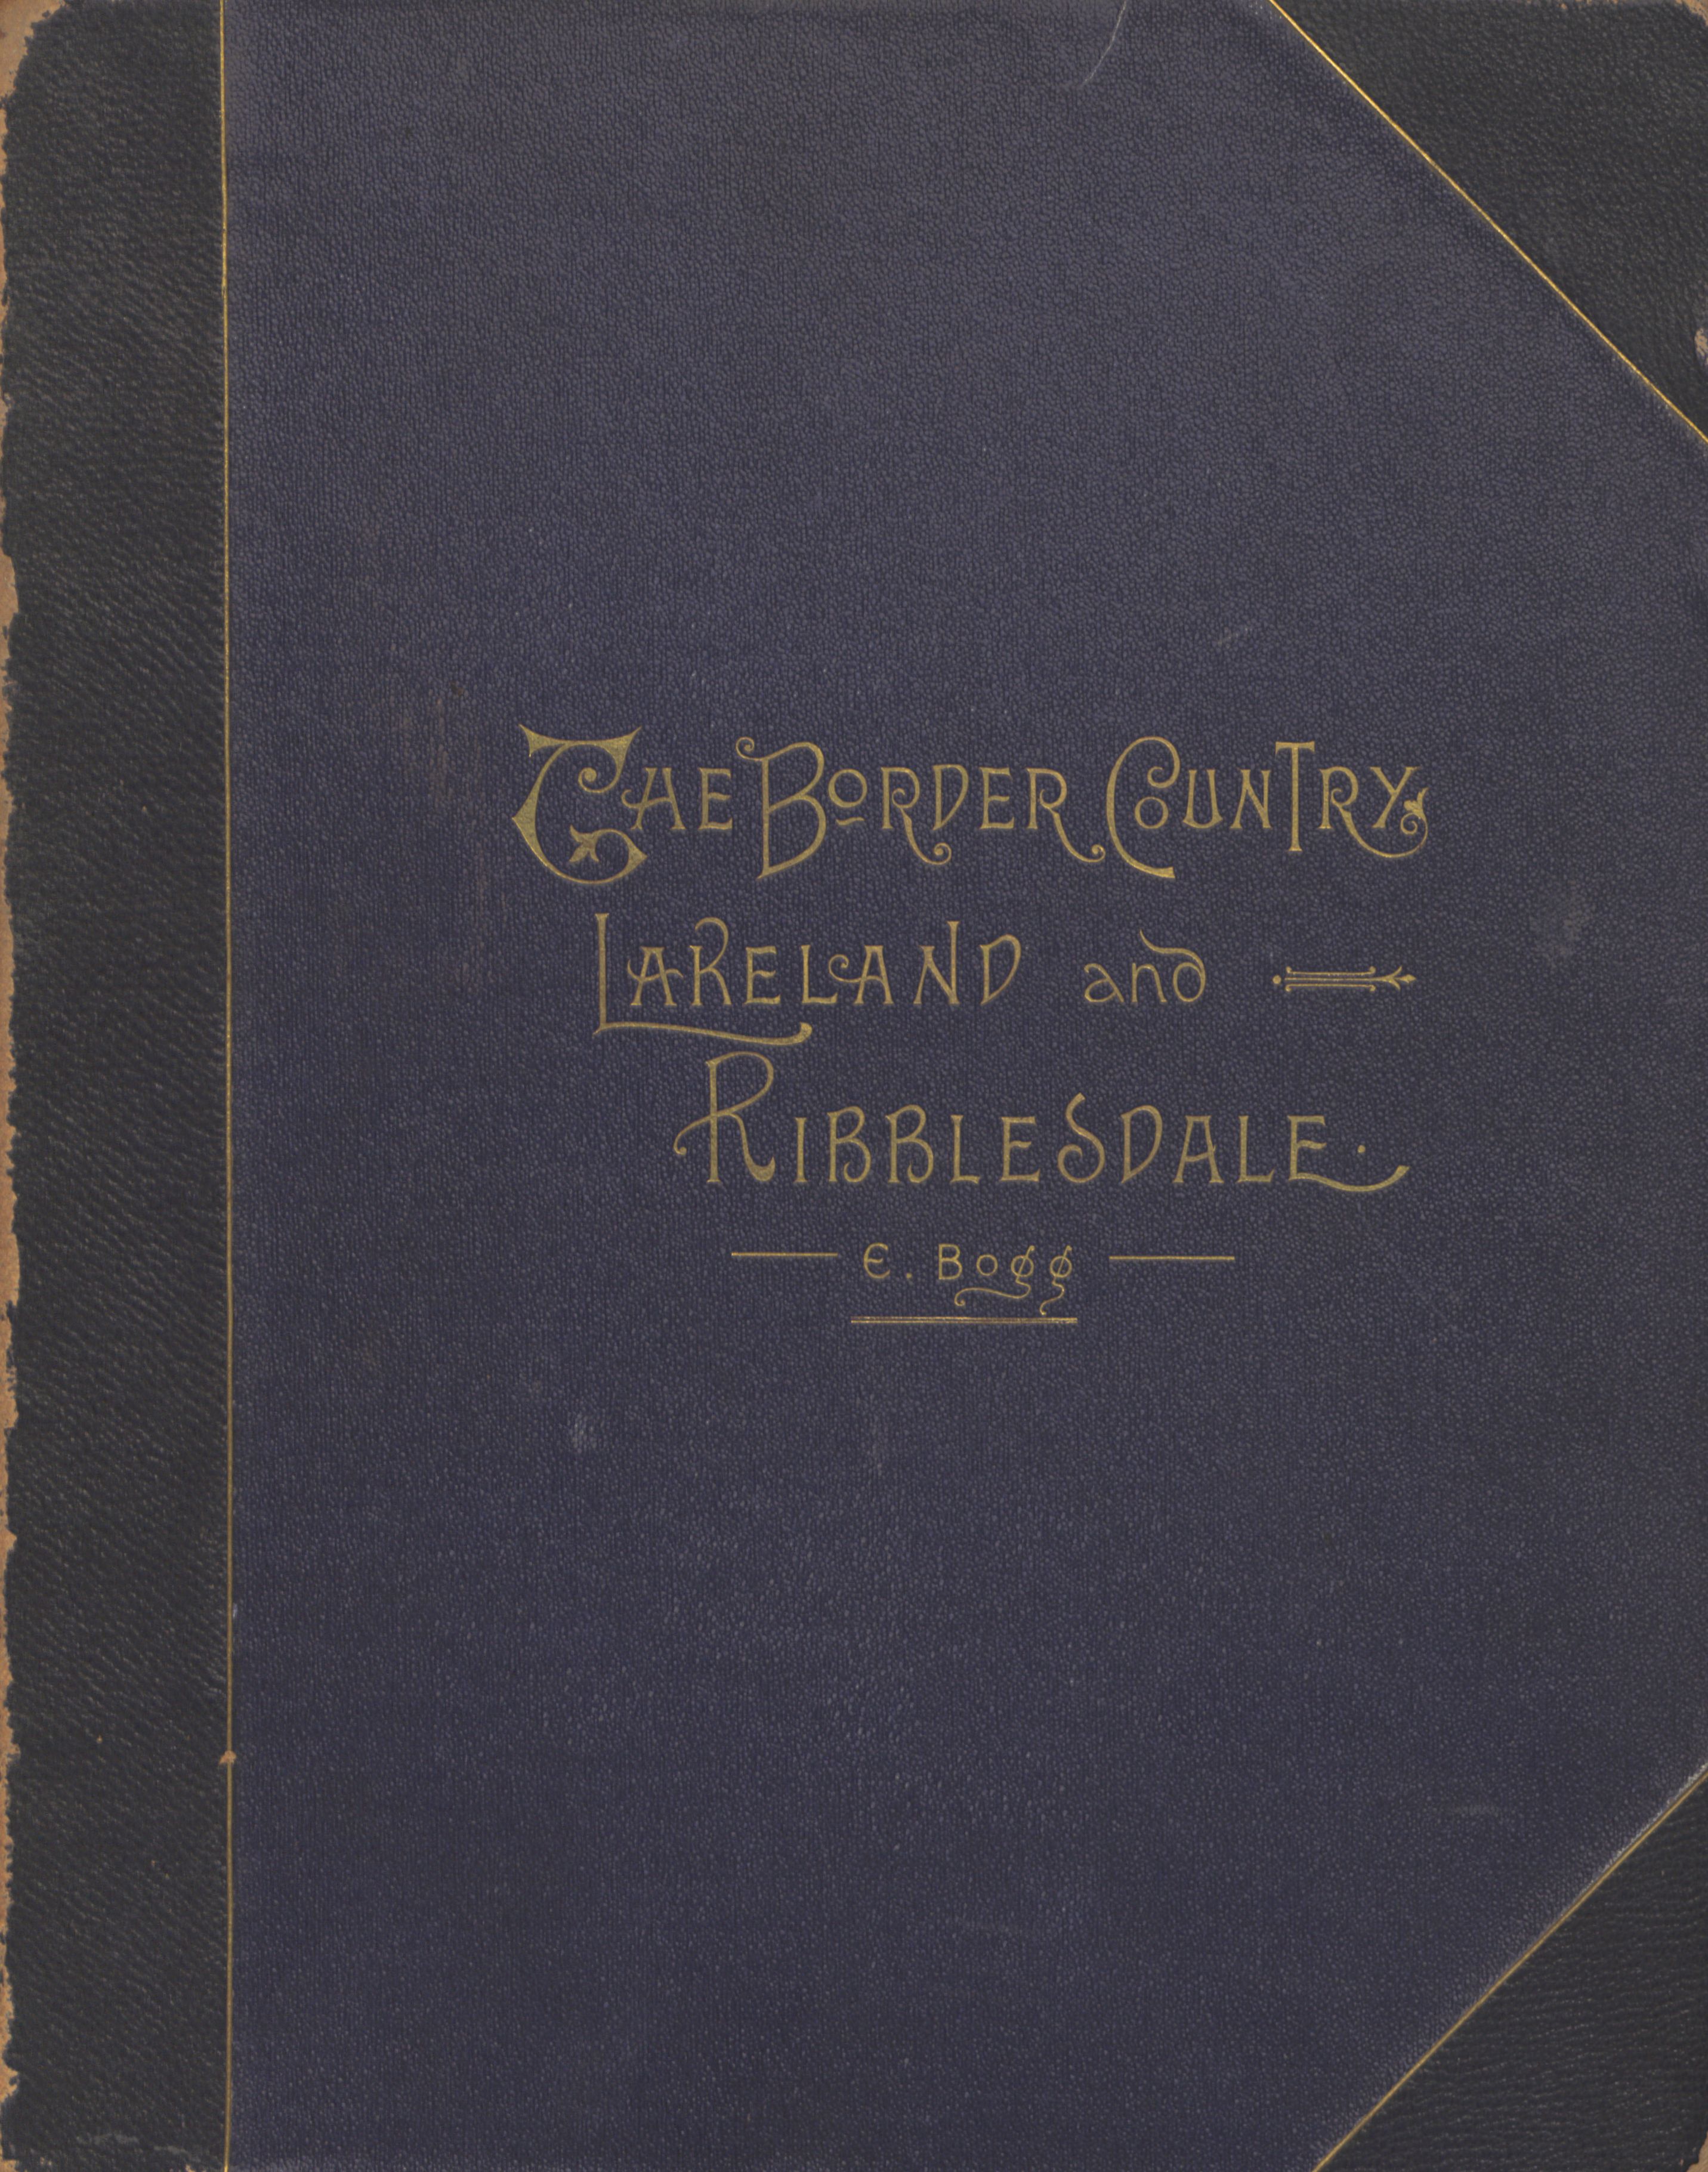 The Border Country
Lakeland and
Ribblesdale.
E. Bogg